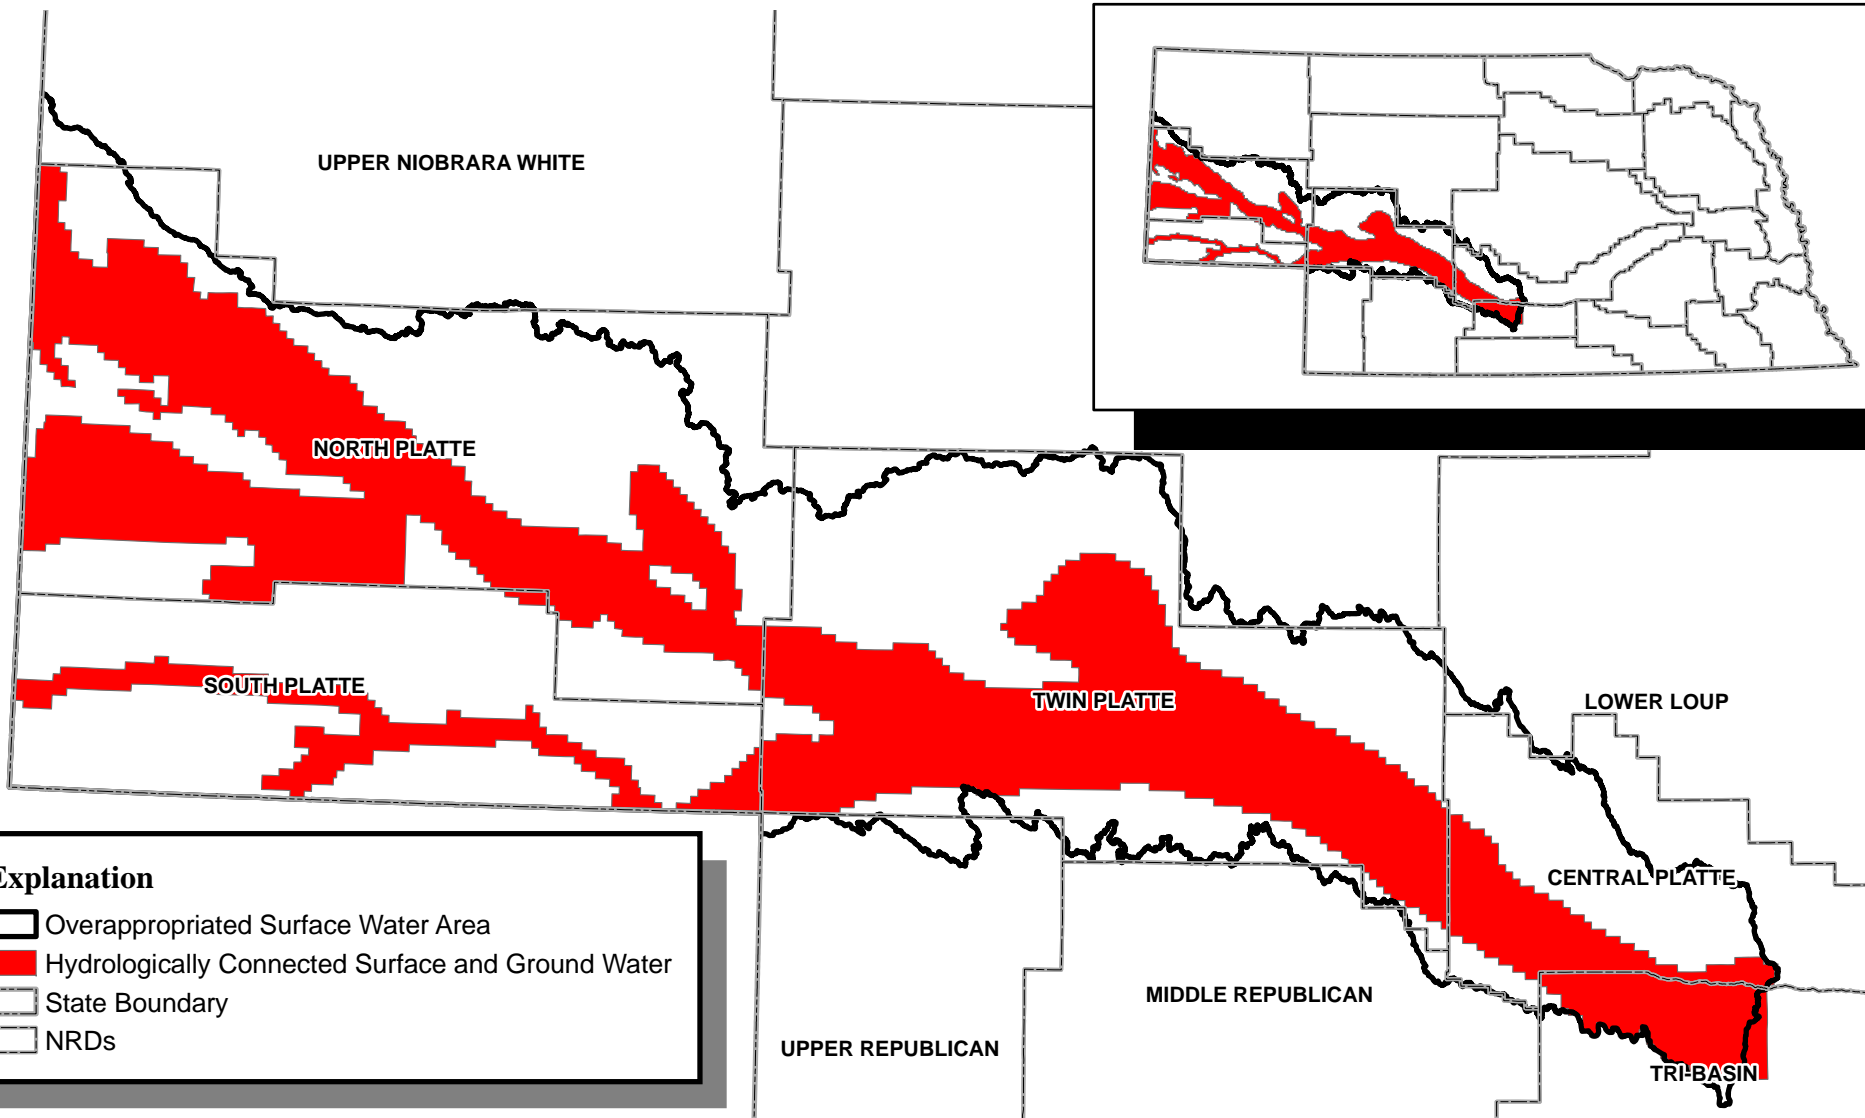 UPPER NIOBRARA WHITE
NORTH PLATTE
SOUTH PLATTE
TWIN PLATTE
LOWER LOUP
CENTRAL PLATTE
MIDDLE REPUBLICAN
UPPER REPUBLICAN
TRI-BASIN
Explanation
Overappropriated Surface Water Area
Hydrologically Connected Surface and Ground Water
State Boundary
NRDs